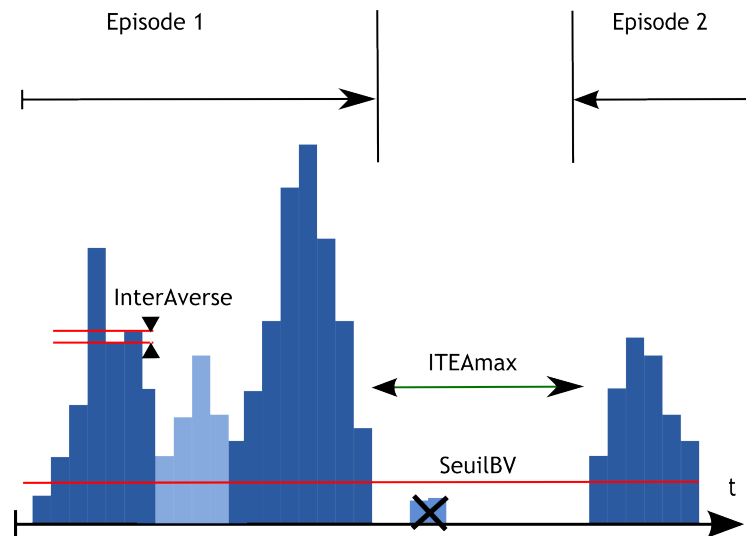 Episode 1
Episode 2
InterAverse
ITEAmax
SeuilBV
t